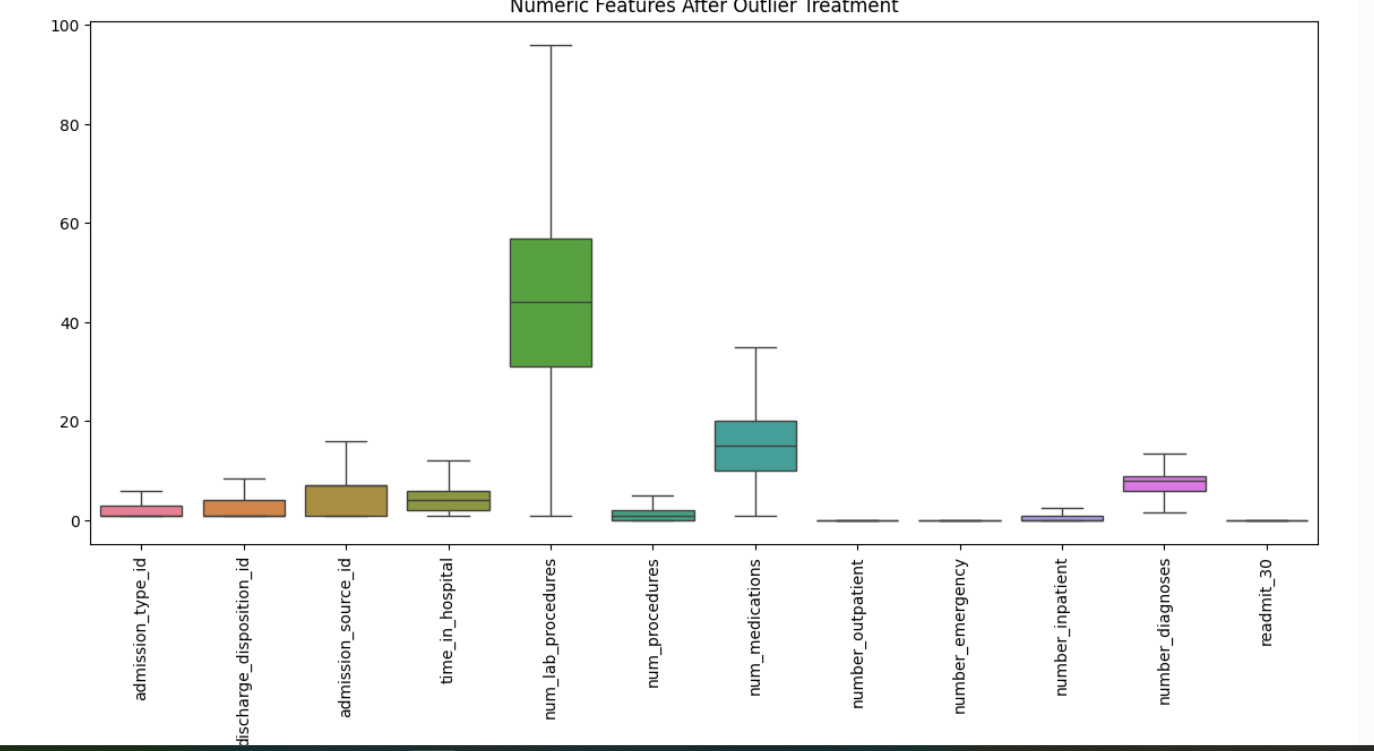 Numeric Features After Outlier Treatment
100
80
60
40
20
0
admission_type_id
discharge_disposition_id
admission_source_id
time_in_hospital
num_lab_procedures
num_procedures
num_medications
number_outpatient
number_emergency
number_inpatient
number_diagnoses
readmit_30